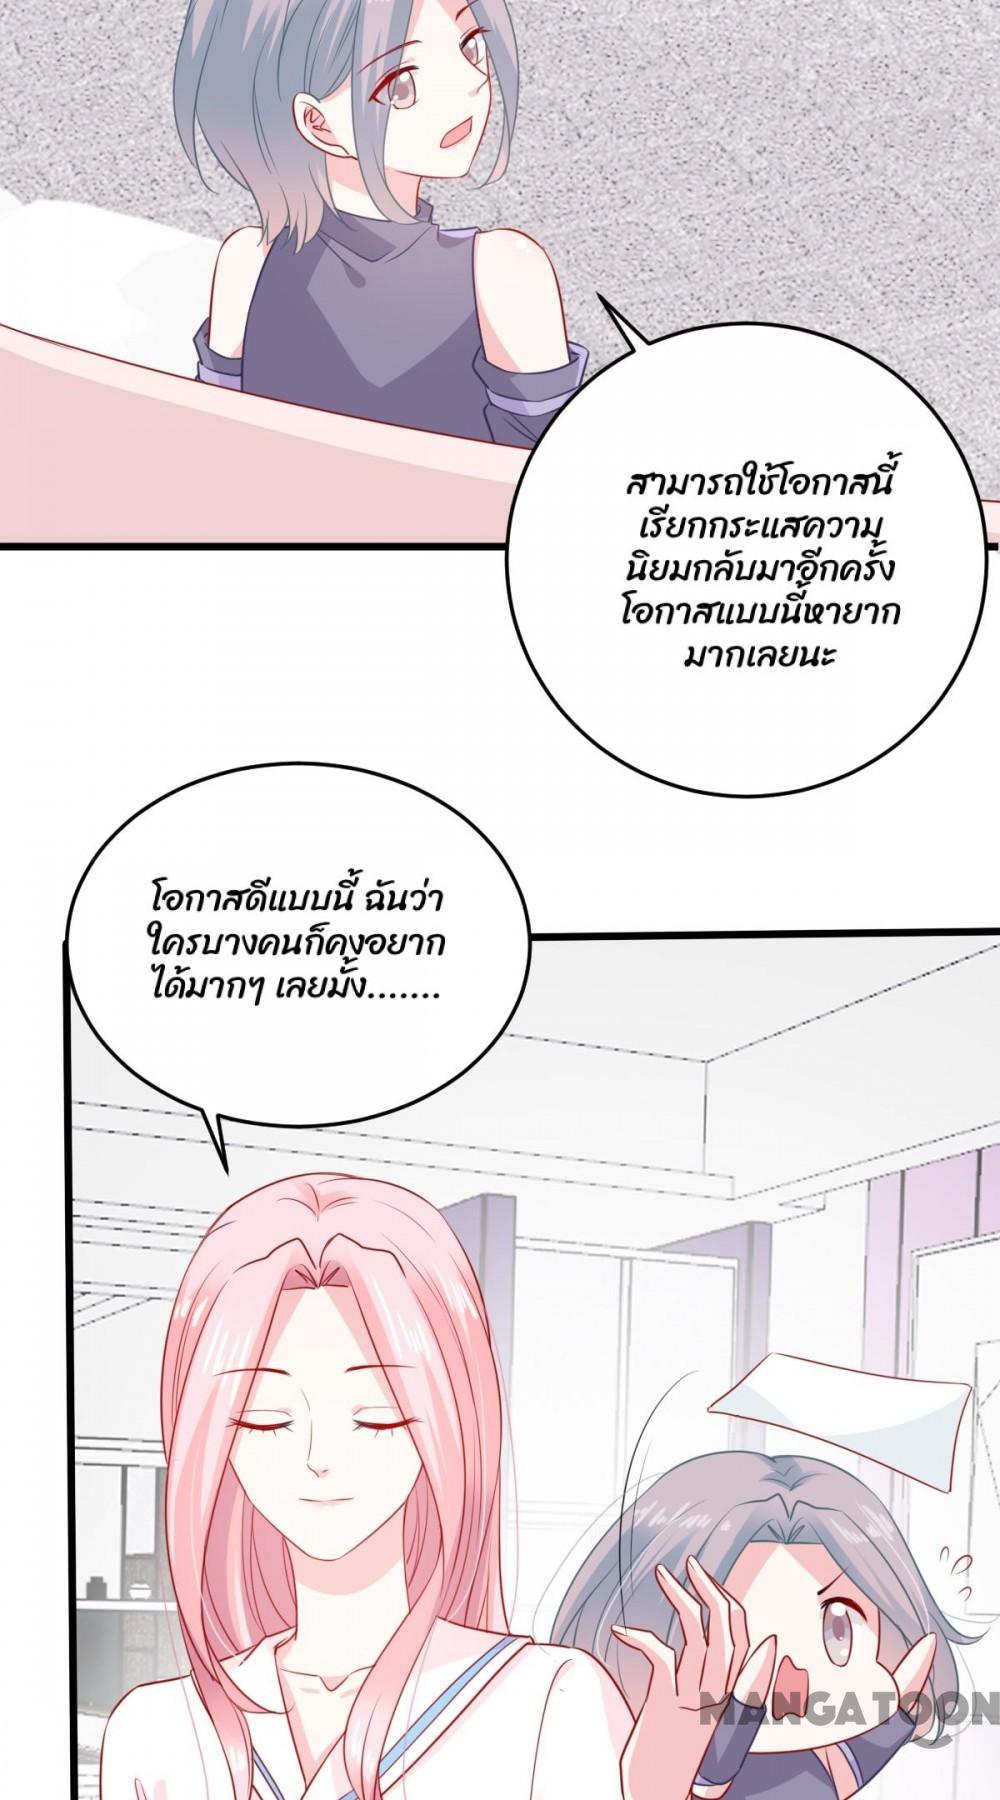 สามารถใช้โอกาสนี้
เรียกกระแสความ
นิยมกลับมาอีกครั้ง
โอกาสแบบนี้หายาก
มากเลยนะ
โอกาสดีแบบนี้ ฉันว่า
ใครบางคนก็คงอยาก
ได้มากๆ เลยมั้ง.......
MANGATOON